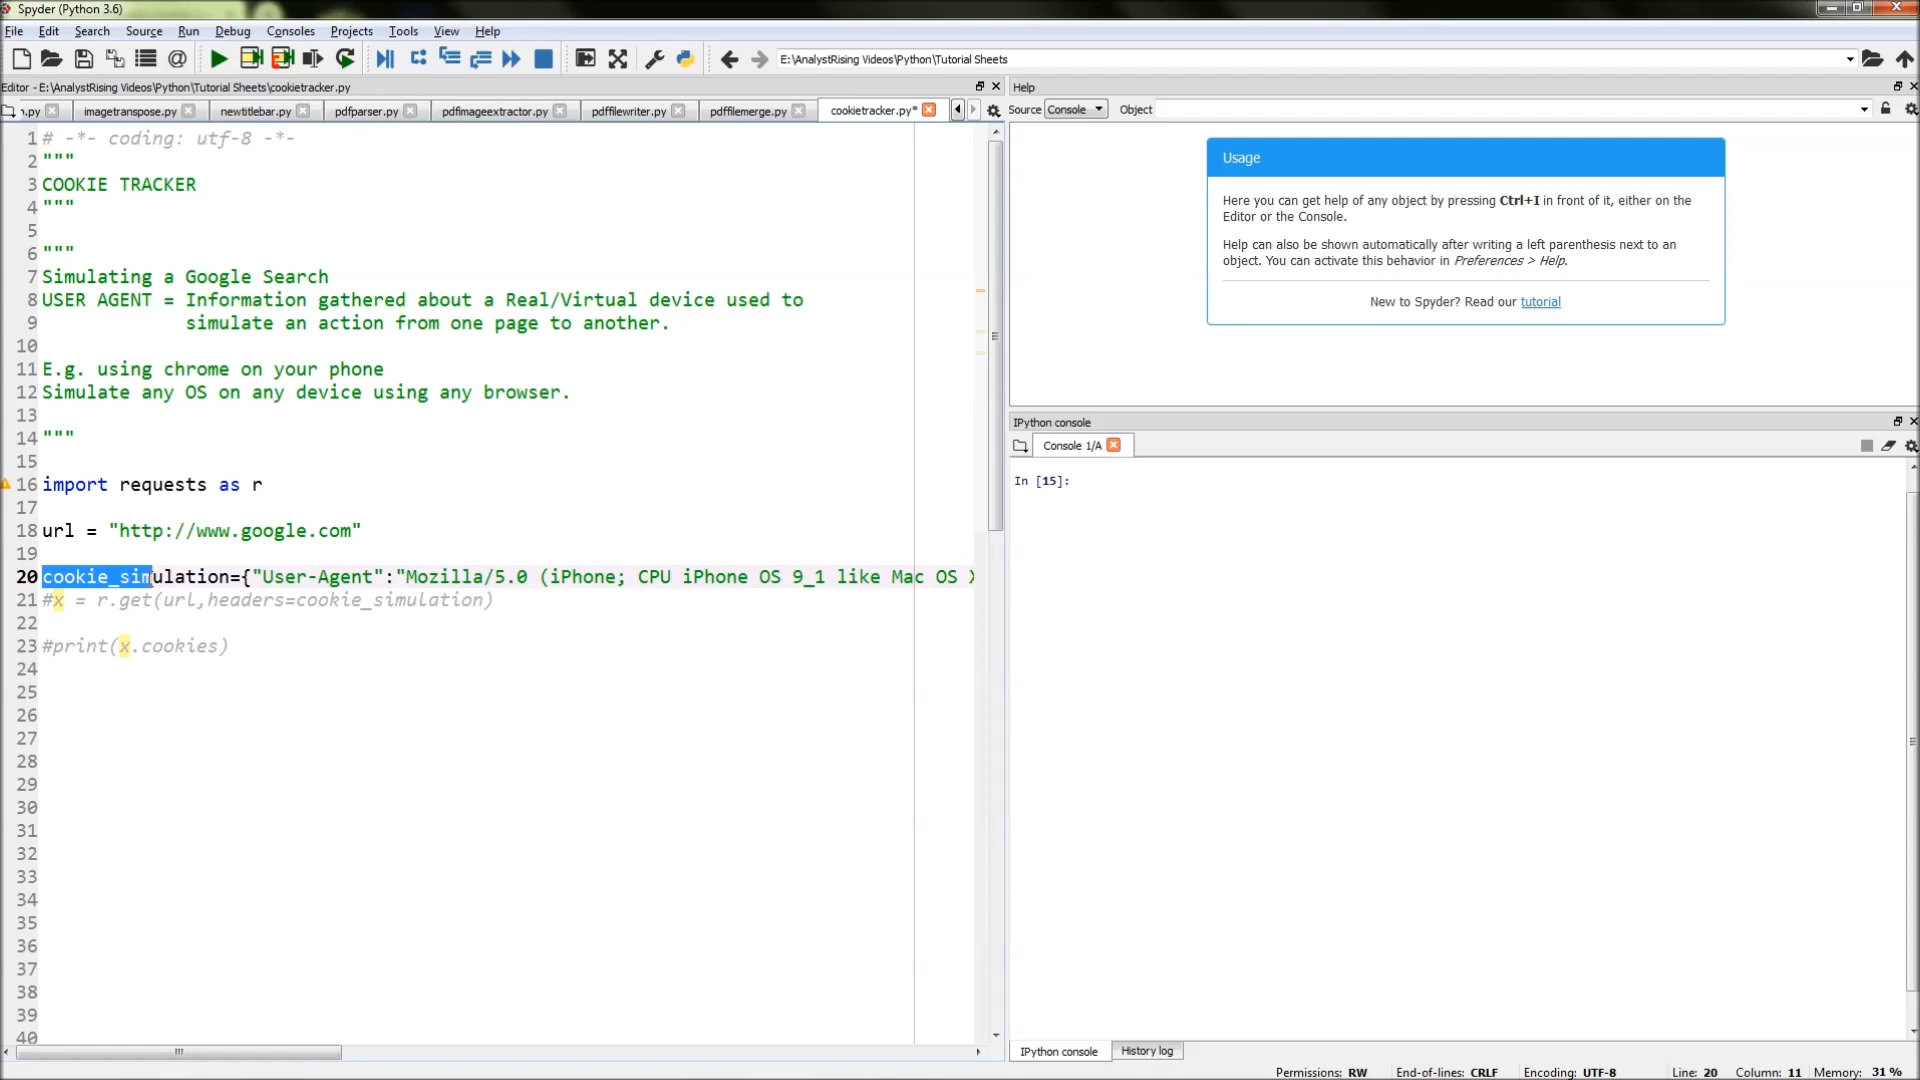 Spyder (Python 3.6)
File Edit Search Source Run Debug Consoles Projects Tools View Help
E:\AnalystRising Videos\Python\Tutorial Sheets
Editor - E:\AnalystRising Videos\Python\Tutorial Sheets\cookietracker.py
Help
n.py imagetranspose.py newtitlebar.py pdfparser.py pdfimageextractor.py pdffilewriter.py pdffilemerge.py cookietracker.py*
Source Console Object
1 # -*- coding: utf-8 -*-
2 """
3 COOKIE TRACKER
4 """
5
6 """
7 Simulating a Google Search
8 USER AGENT = Information gathered about a Real/Virtual device used to
9 simulate an action from one page to another.
10
11 E.g. using chrome on your phone
12 Simulate any OS on any device using any browser.
13
14 """
15
16 import requests as r
17
18 url = "http://www.google.com"
19
20 cookie_simulation={"User-Agent":"Mozilla/5.0 (iPhone; CPU iPhone OS 9_1 like Mac OS X
21 #x = r.get(url,headers=cookie_simulation)
22
23 #print(x.cookies)
24
25
26
27
28
29
30
31
32
33
34
35
36
37
38
39
40
Usage
Here you can get help of any object by pressing Ctrl+I in front of it, either on the
Editor or the Console.
Help can also be shown automatically after writing a left parenthesis next to an
object. You can activate this behavior in Preferences > Help.
New to Spyder? Read our tutorial
IPython console
Console 1/A
In [15]:
IPython console History log
Permissions: RW End-of-lines: CRLF Encoding: UTF-8 Line: 20 Column: 11 Memory: 31 %